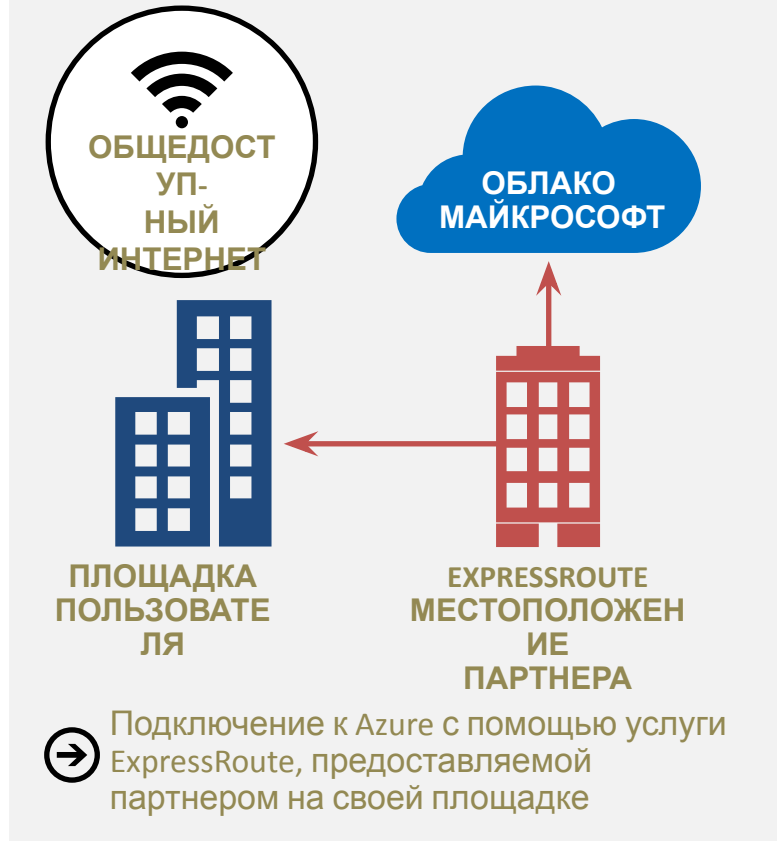 ОБЩЕДОСТ
УП-
НЫЙ
ИНТЕРНЕТ
ОБЛАКО
МАЙКРОСОФТ
ПЛОЩАДКА
ПОЛЬЗОВАТЕ
ЛЯ
EXPRESSROUTE
МЕСТОПОЛОЖЕН
ИЕ
ПАРТНЕРА
Подключение к Azure с помощью услуги
ExpressRoute, предоставляемой
партнером на своей площадке